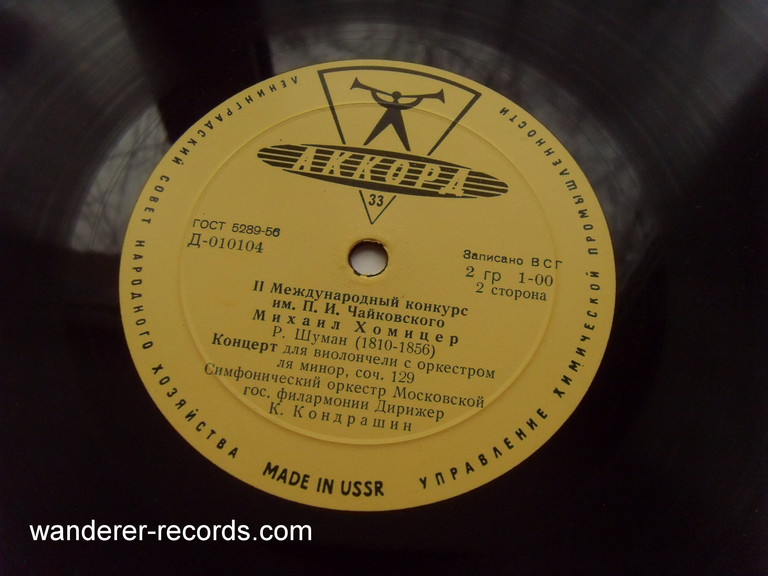 ЛЕНИНГРАДСКИЙ СОВЕТ НАРОДНОГО ХОЗЯЙСТВА
УПРАВЛЕНИЕ ХИМИЧЕСКОЙ ПРОМЫШЛЕННОСТИ
АККОРД
33
ГОСТ 5289-56
Д-010104
Записано В С Г
2 гр 1-00
2 сторона
II Международный конкурс
им. П. И. Чайковского
Михаил Хомицер
Р. Шуман (1810-1856)
Концерт для виолончели с оркестром
ля минор, соч. 129
Симфонический оркестр Московской
гос. филармонии Дирижер
К. Кондрашин
MADE IN USSR
wanderer-records.com